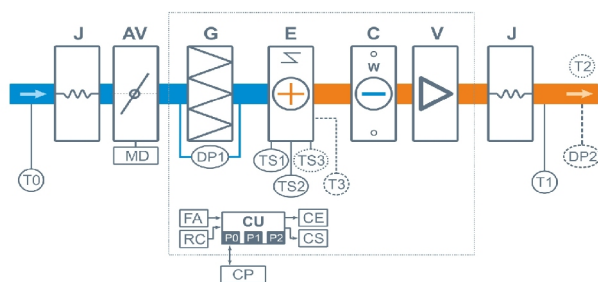 J AV G E C V J
W
T2
MD
DP1
TS1 TS3
TS2
T3
T0
T1
DP2
FA CU CE
RC P0 P1 P2 CS
CP